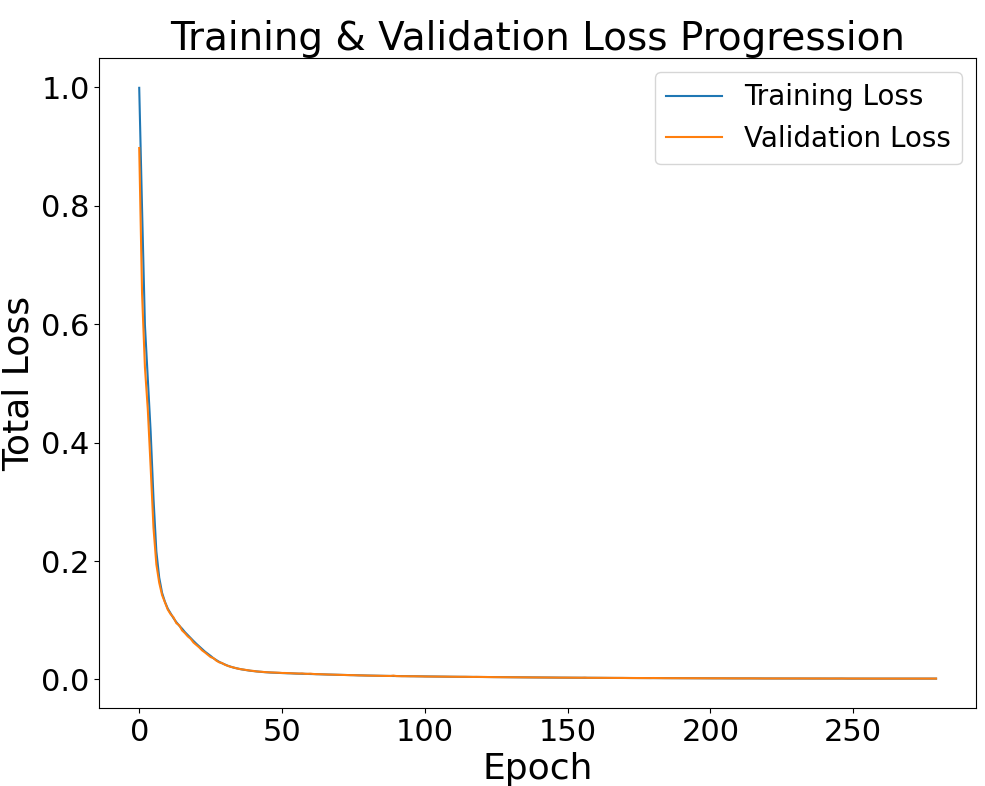 Training & Validation Loss Progression
Training Loss
Validation Loss
Total Loss
1.0
0.8
0.6
0.4
0.2
0.0
0 50 100 150 200 250
Epoch